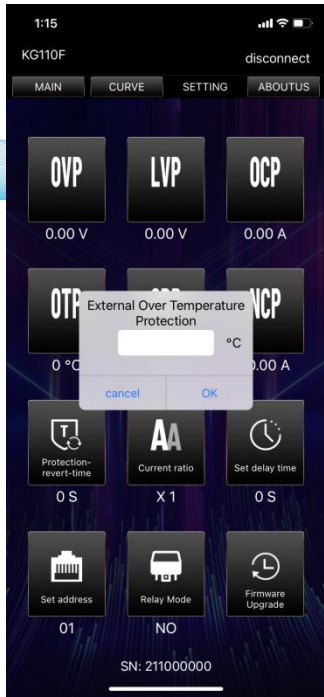 1:15
KG110F
disconnect
MAIN CURVE SETTING ABOUTUS
OVP LVP OCP
0.00 V 0.00 V 0.00 A
OTP NCP
External Over Temperature
Protection
°C
0 °C
cancel OK
Protection-
revert-time
Current ratio
Set delay time
0 S X 1 0 S
Set address
Relay Mode
Firmware
Upgrade
01 NO
SN: 211000000